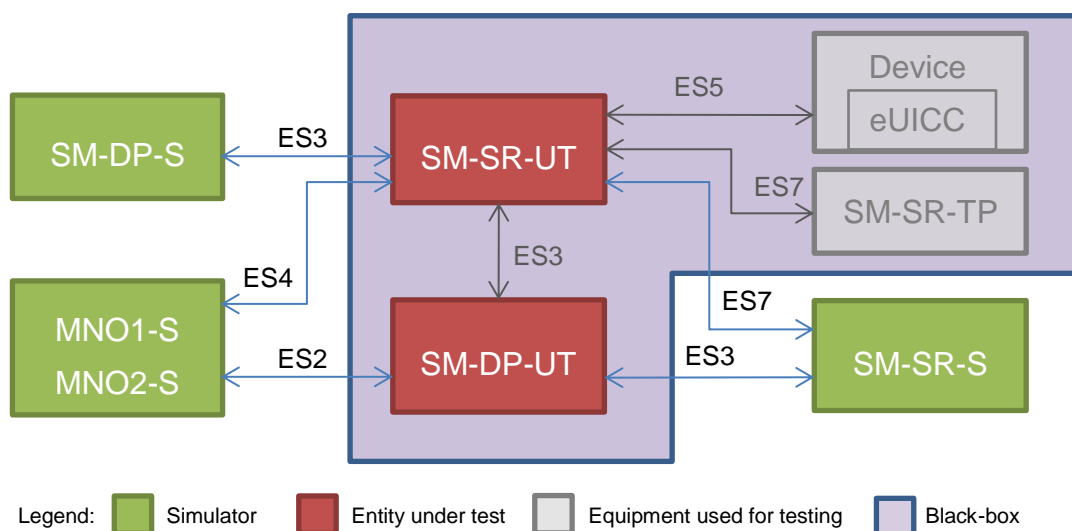 Device
eUICC
ES5
SM-DP-S
ES3
SM-SR-UT
ES7
SM-SR-TP
ES3
ES4
ES7
MNO1-S
MNO2-S
ES2
SM-DP-UT
ES3
SM-SR-S
Legend: Simulator Entity under test Equipment used for testing Black-box